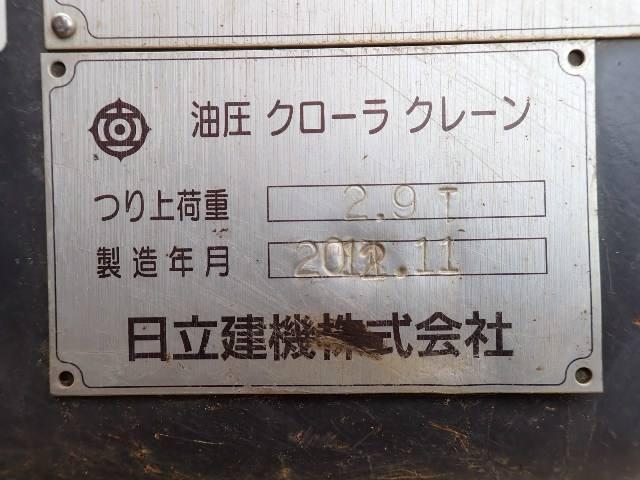 油圧 クローラ クレーン
つり上荷重 2.9T
製造年月 2012.11
日立建機株式会社